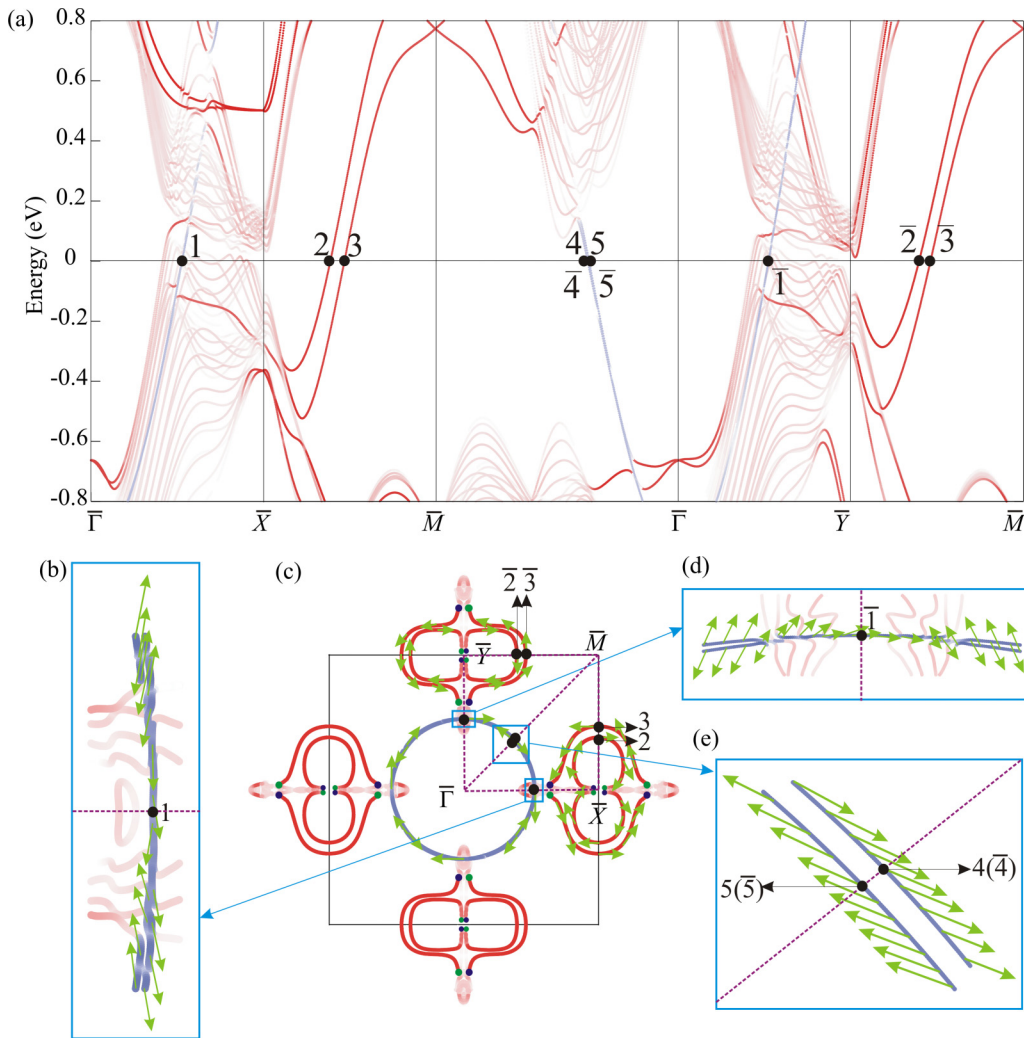 (a)
0.8
0.6
0.4
0.2
0
-0.2
-0.4
-0.6
-0.8
Energy (eV)
1
2 3
4 5
4̅ 5̅
1̅
2̅ 3̅
Γ̅ X̅ M̅ Γ̅ Y̅ M̅
(b)
1
(c)
2̅ 3̅
Y̅
M̅
3
2
Γ̅
X̅
(d)
1̅
(e)
4(4̅)
5(5̅)